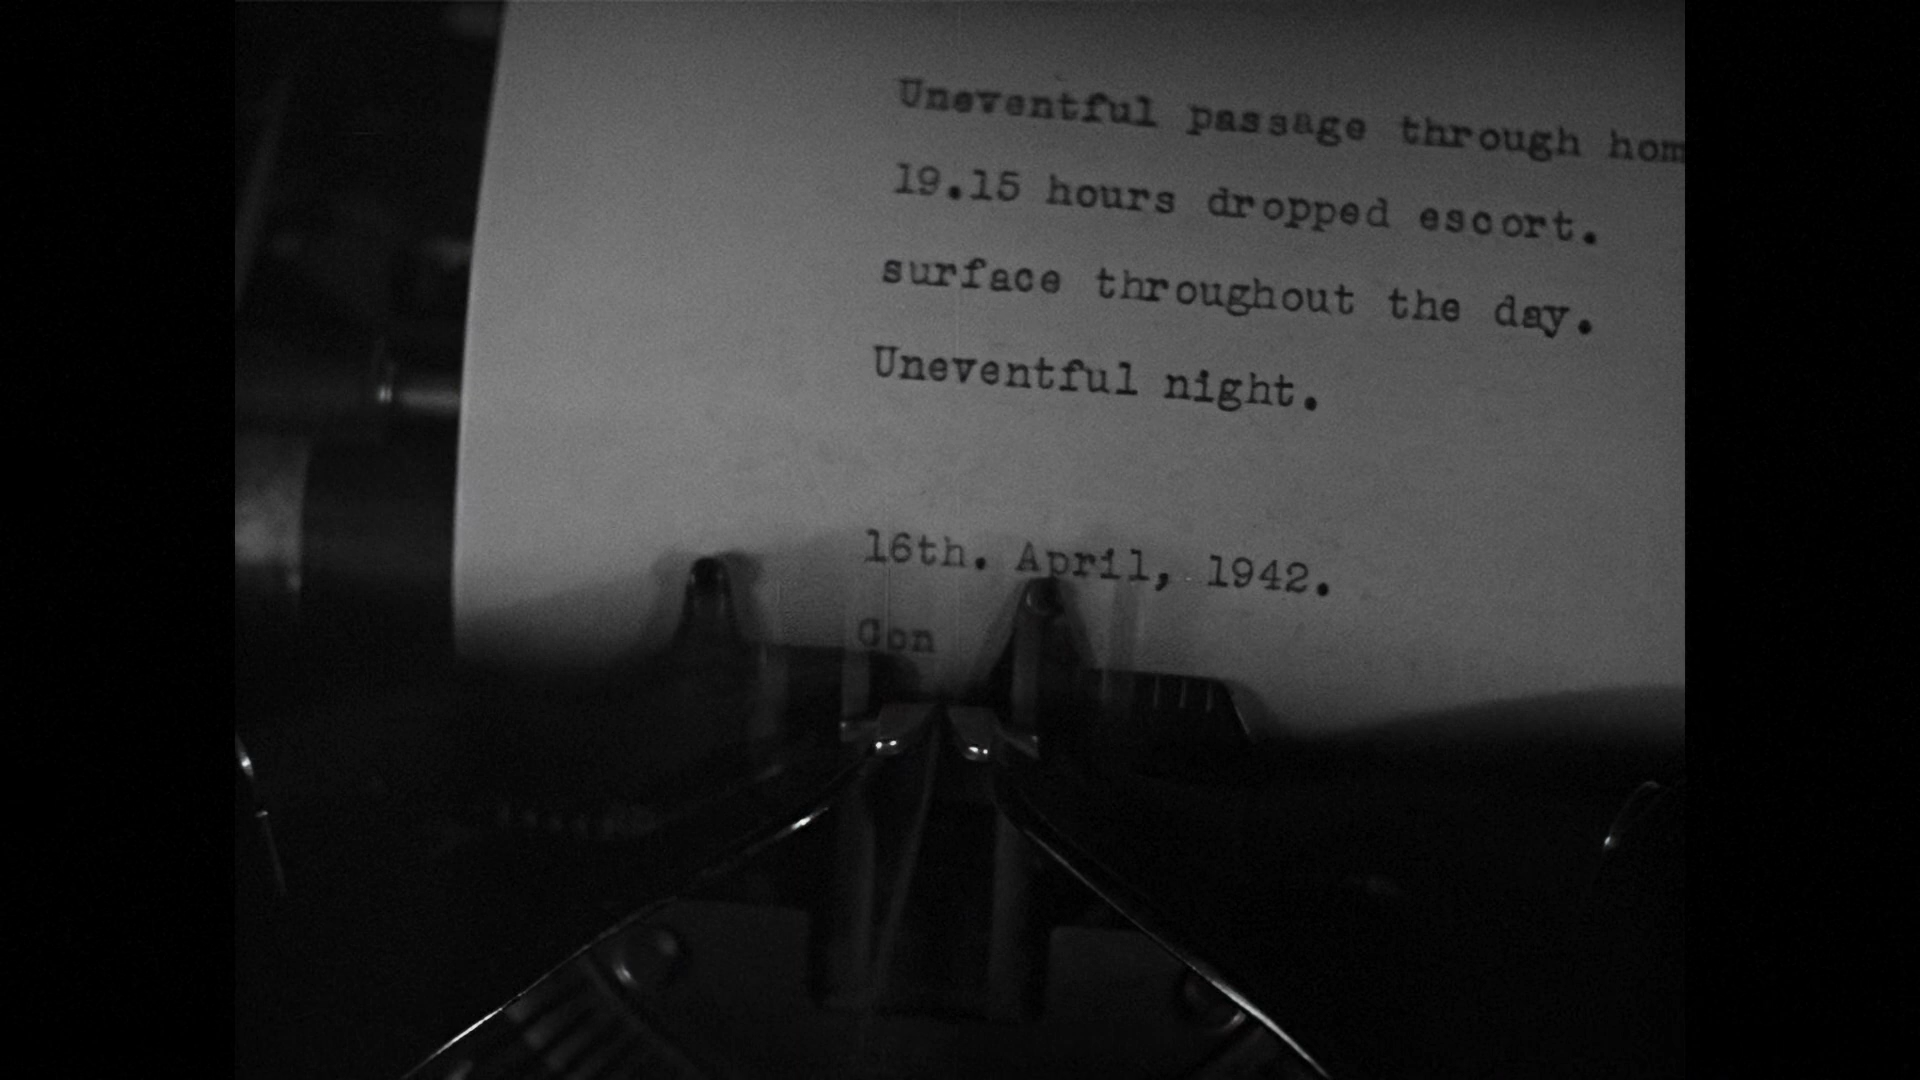 Uneventful passage through hom
19.15 hours dropped escort.
surface throughout the day.
Uneventful night.
16th. April, 1942.
Con